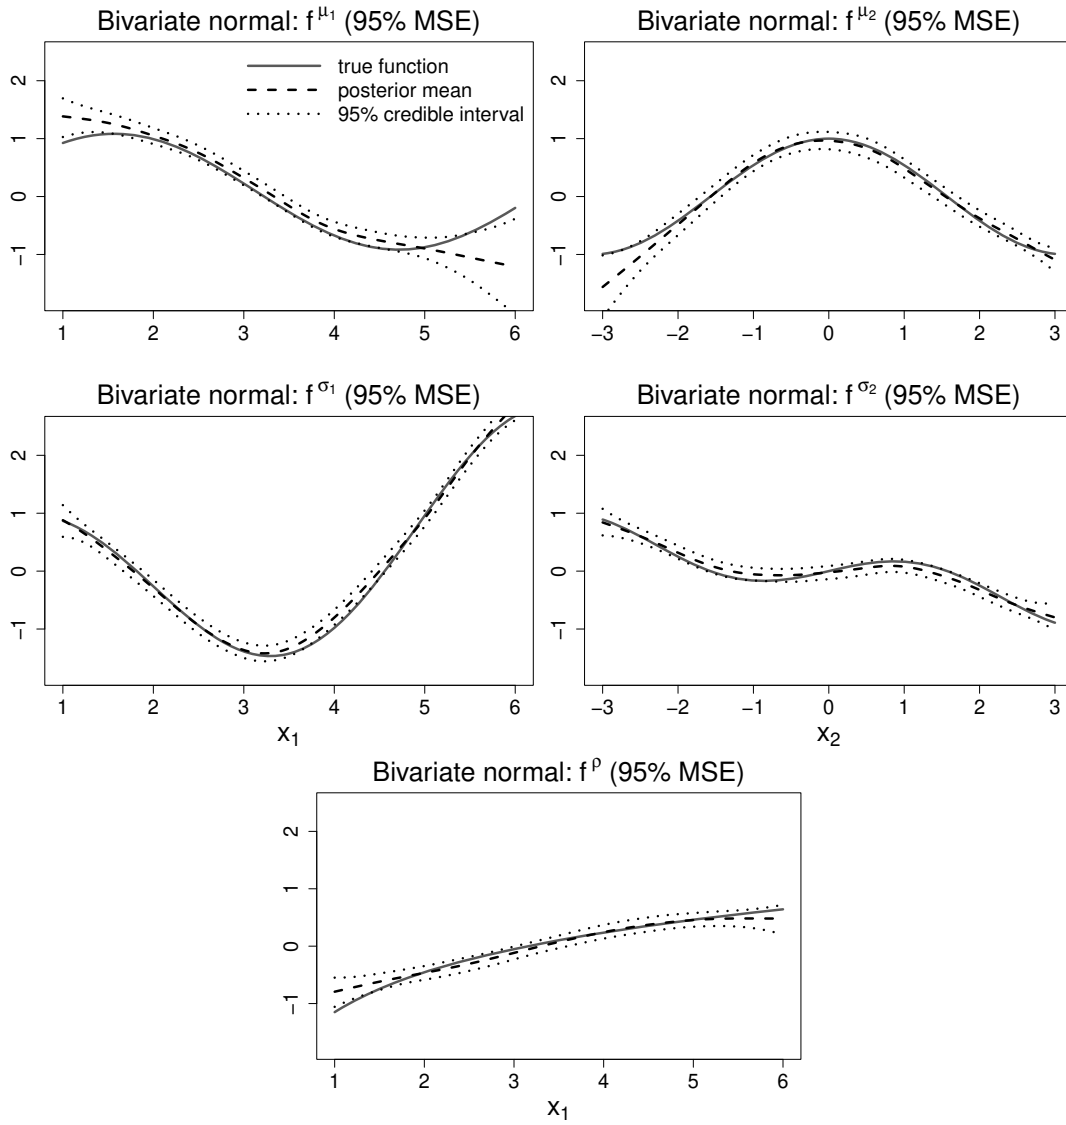 Bivariate normal: f^μ₁ (95% MSE)
−1 0 1 2
1 2 3 4 5 6
true function
posterior mean
95% credible interval
Bivariate normal: f^μ₂ (95% MSE)
−1 0 1 2
−3 −2 −1 0 1 2 3
Bivariate normal: f^σ₁ (95% MSE)
−1 0 1 2
1 2 3 4 5 6
x₁
Bivariate normal: f^σ₂ (95% MSE)
−1 0 1 2
−3 −2 −1 0 1 2 3
x₂
Bivariate normal: f^ρ (95% MSE)
−1 0 1 2
1 2 3 4 5 6
x₁